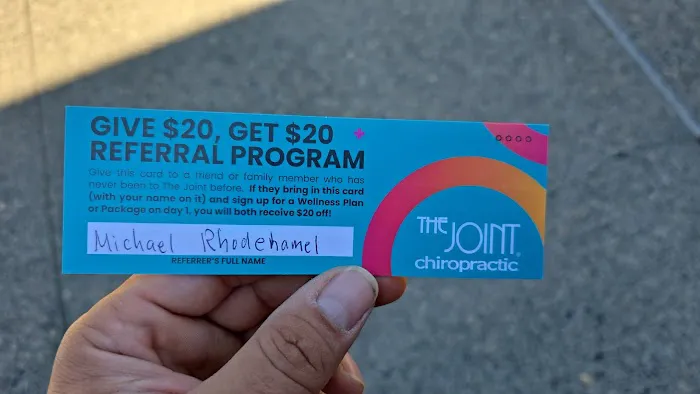 GIVE $20, GET $20
REFERRAL PROGRAM
Give this card to a friend or family member who has
never been to The Joint before. If they bring in this card
(with your name on it) and sign up for a Wellness Plan
or Package on day 1, you will both receive $20 off!
Michael Rhodehamel
REFERRER'S FULL NAME
THE JOINT®
chiropractic